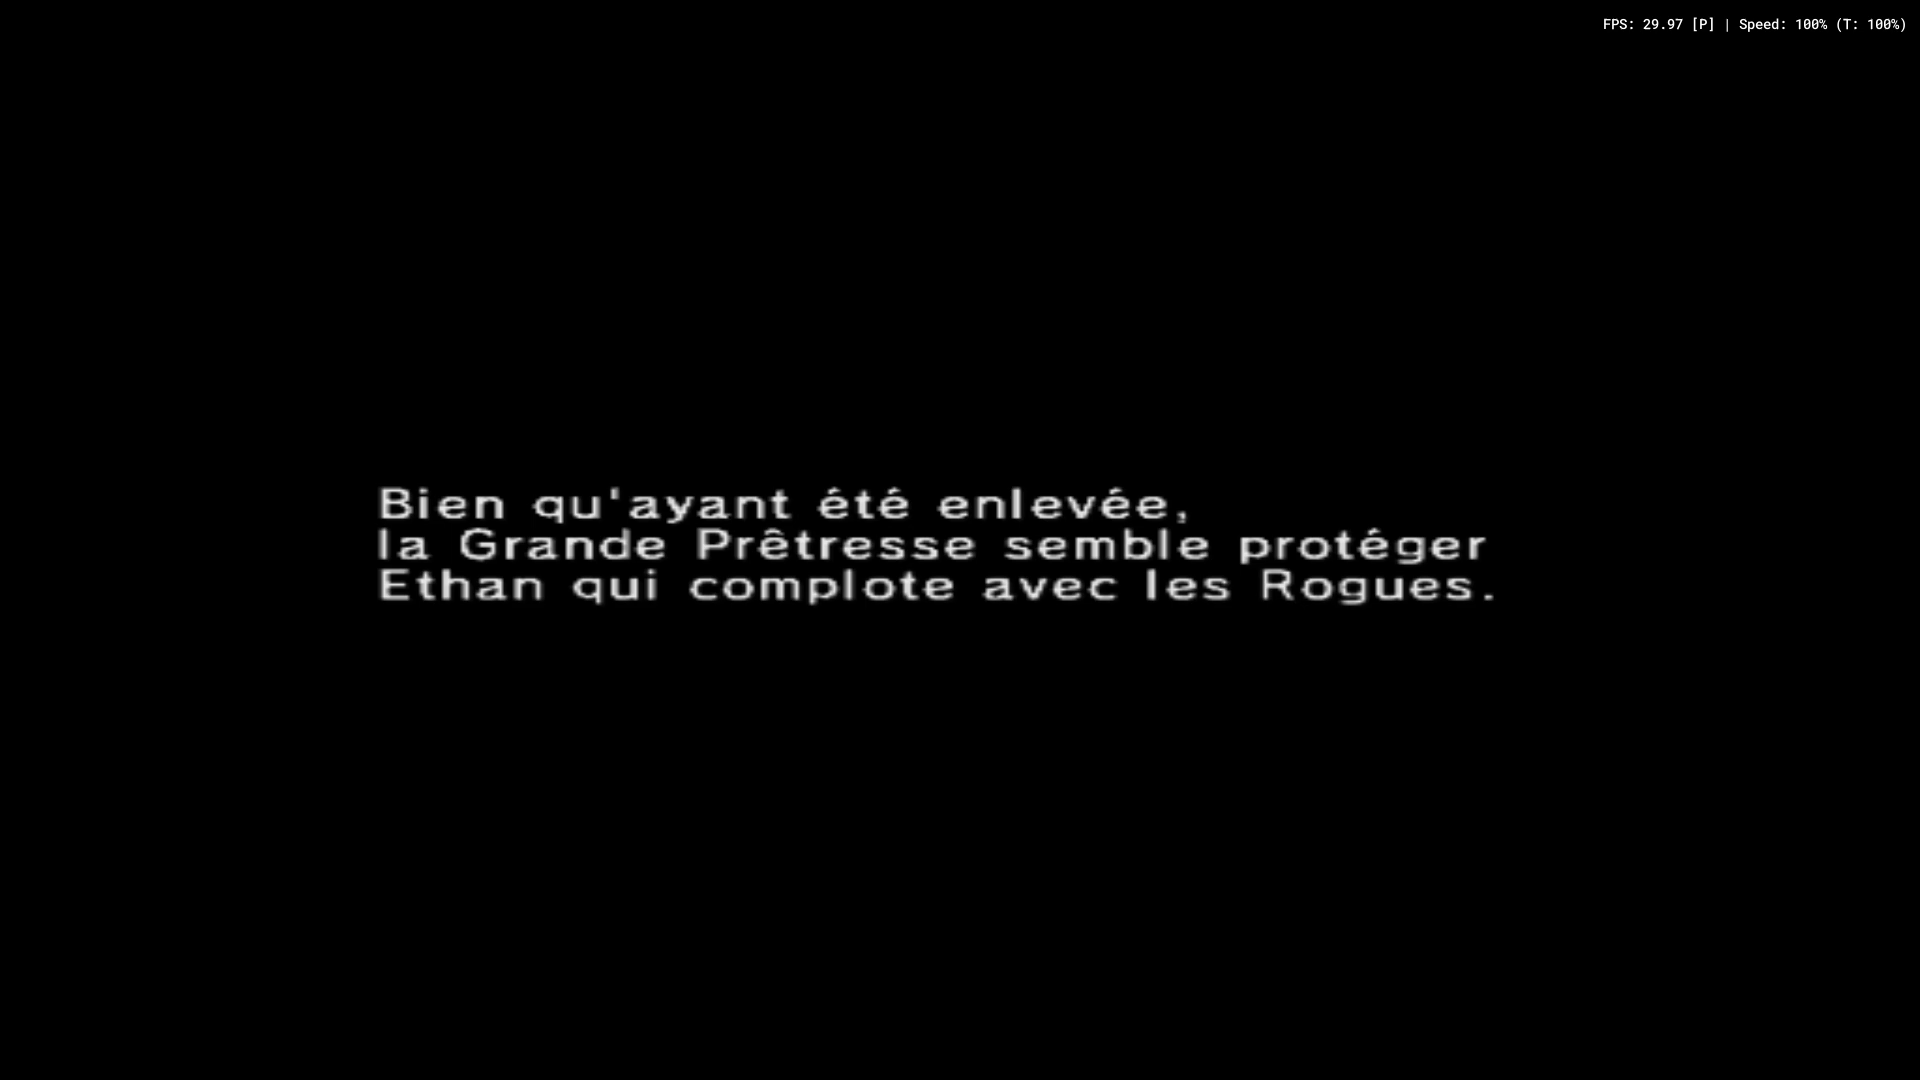 FPS: 29.97 [P] | Speed: 100% (T: 100%)
Bien qu'ayant été enlevée,
la Grande Prêtresse semble protéger
Ethan qui complote avec les Rogues.